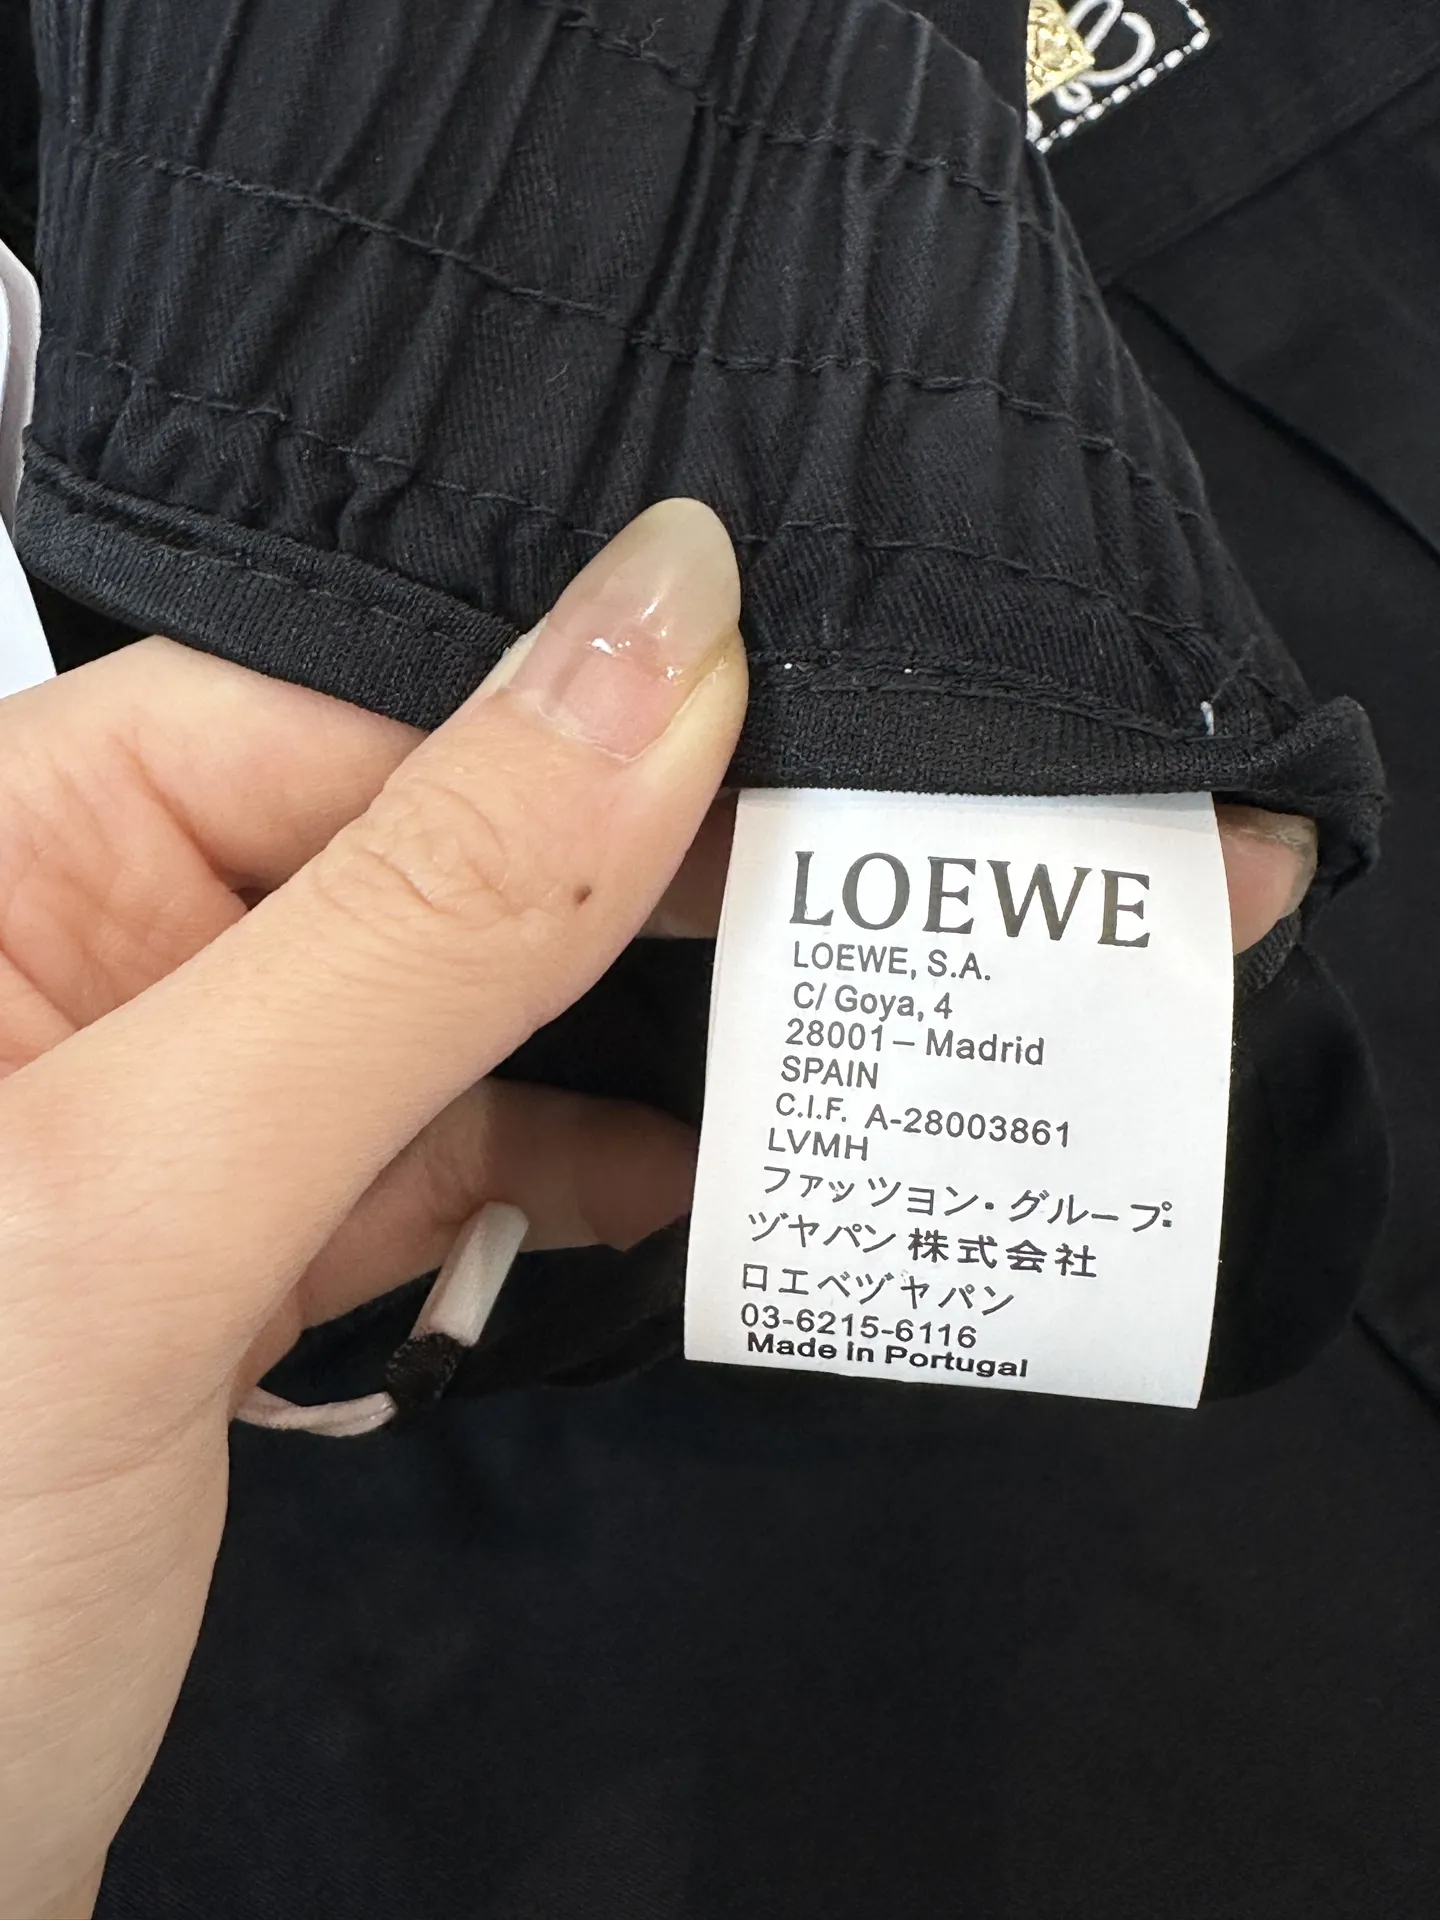 LOEWE
LOEWE, S.A.
C/ Goya, 4
28001 – Madrid
SPAIN
C.I.F. A-28003861
LVMH
ファッツョン・グループ
ヅヤパン 株式会社
ロエベヅャパン
03-6215-6116
Made in Portugal